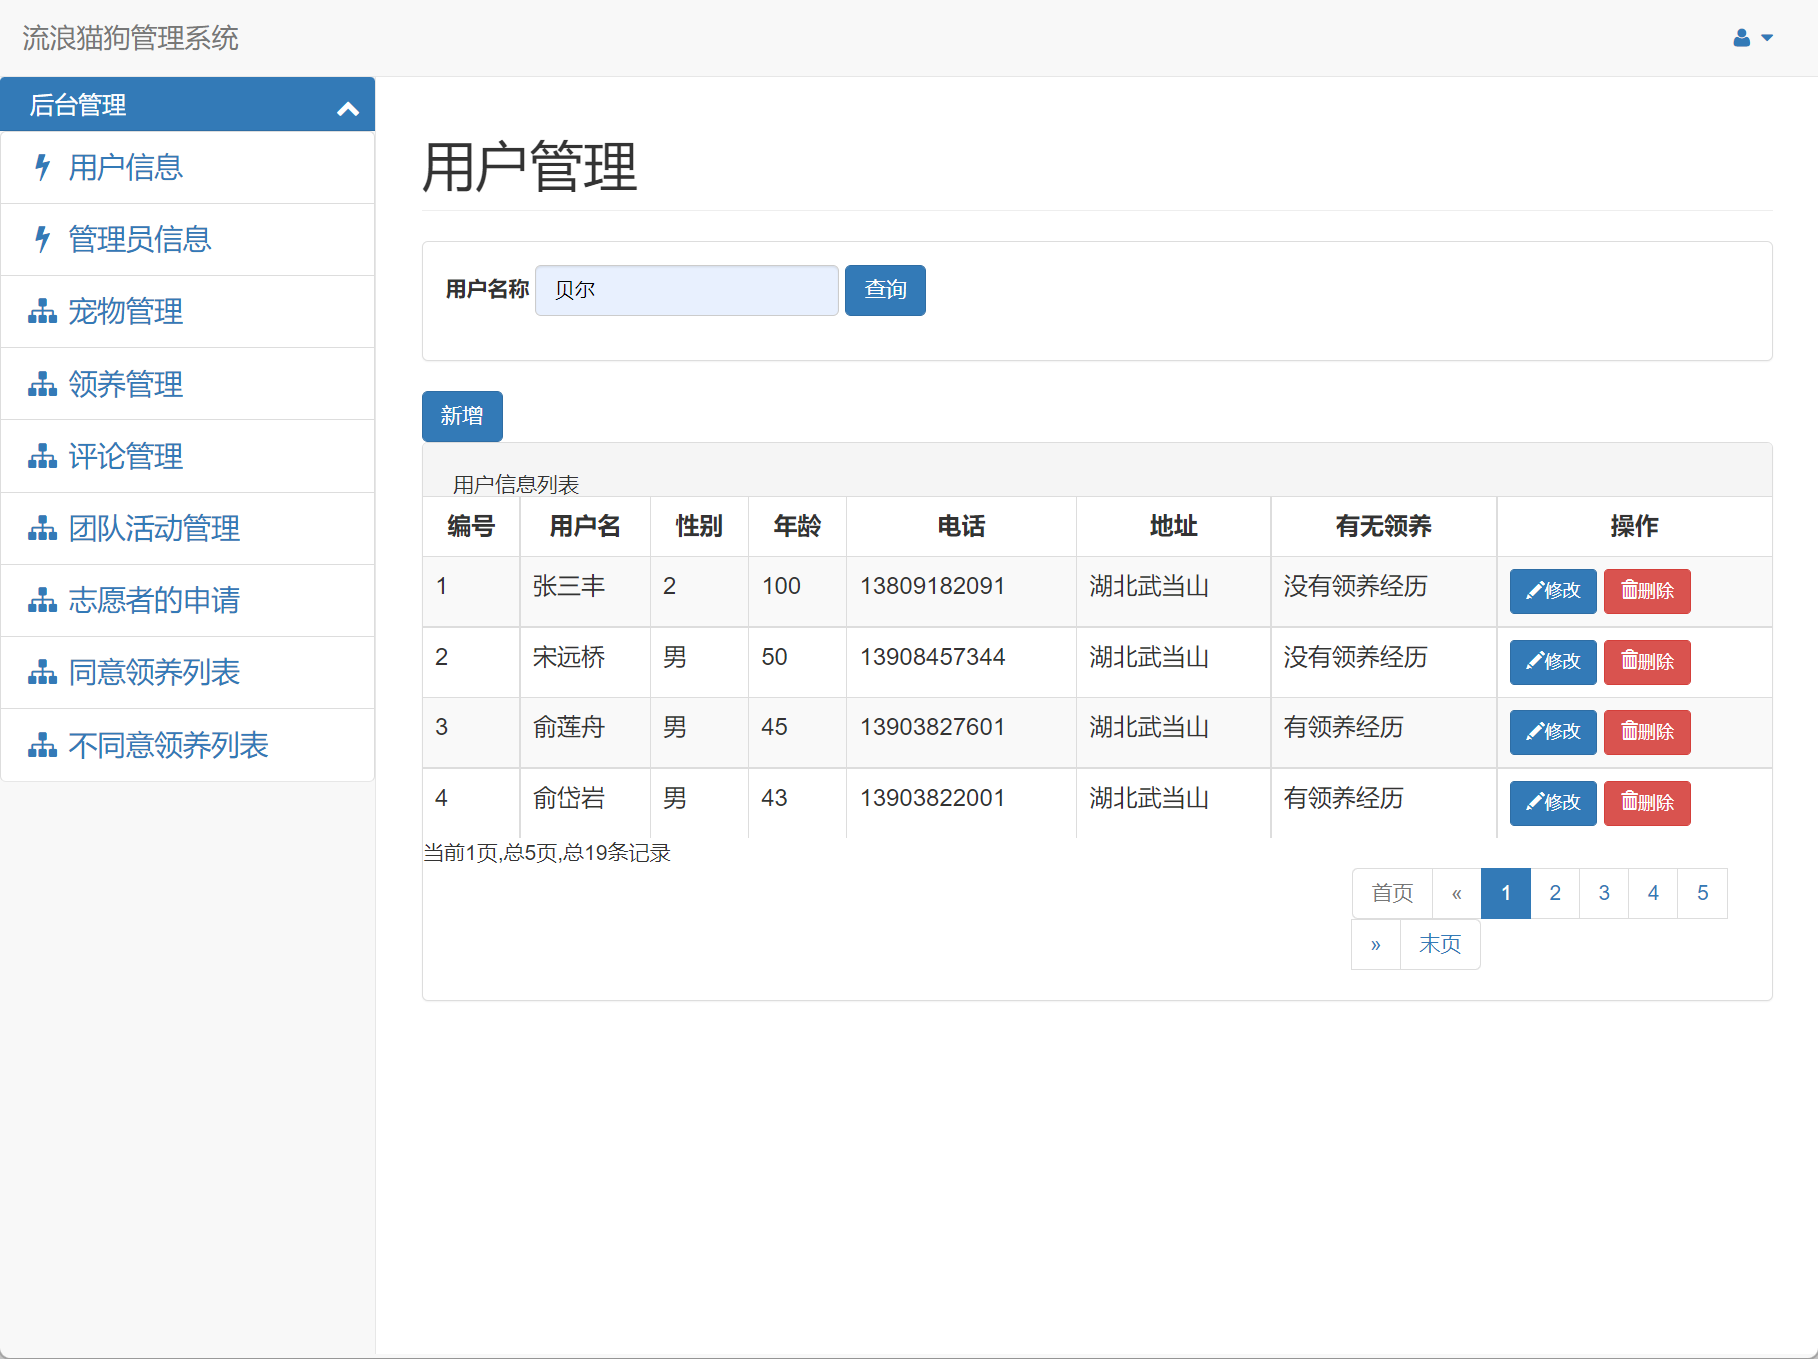 流浪猫狗管理系统
后台管理
用户信息
管理员信息
宠物管理
领养管理
评论管理
团队活动管理
志愿者的申请
同意领养列表
不同意领养列表
用户管理
用户名称 贝尔 查询
新增
用户信息列表
编号 用户名 性别 年龄 电话 地址 有无领养 操作
1 张三丰 2 100 13809182091 湖北武当山 没有领养经历 修改 删除
2 宋远桥 男 50 13908457344 湖北武当山 没有领养经历 修改 删除
3 俞莲舟 男 45 13903827601 湖北武当山 有领养经历 修改 删除
4 俞岱岩 男 43 13903822001 湖北武当山 有领养经历 修改 删除
当前1页,总5页,总19条记录
首页 « 1 2 3 4 5
» 末页